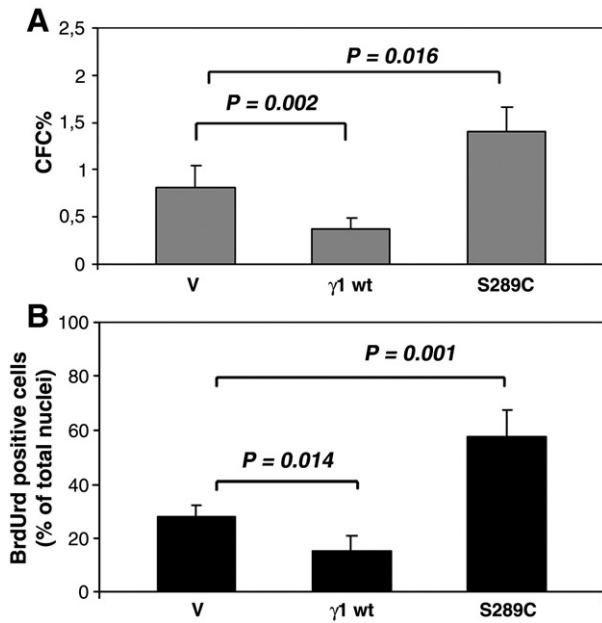 A
2,5
2
1,5
1
0,5
0
CFC%
P = 0.016
P = 0.002
V
γ1 wt
S289C
B
100
80
60
40
20
0
BrdUrd positive cells
(% of total nuclei)
P = 0.001
P = 0.014
V
γ1 wt
S289C